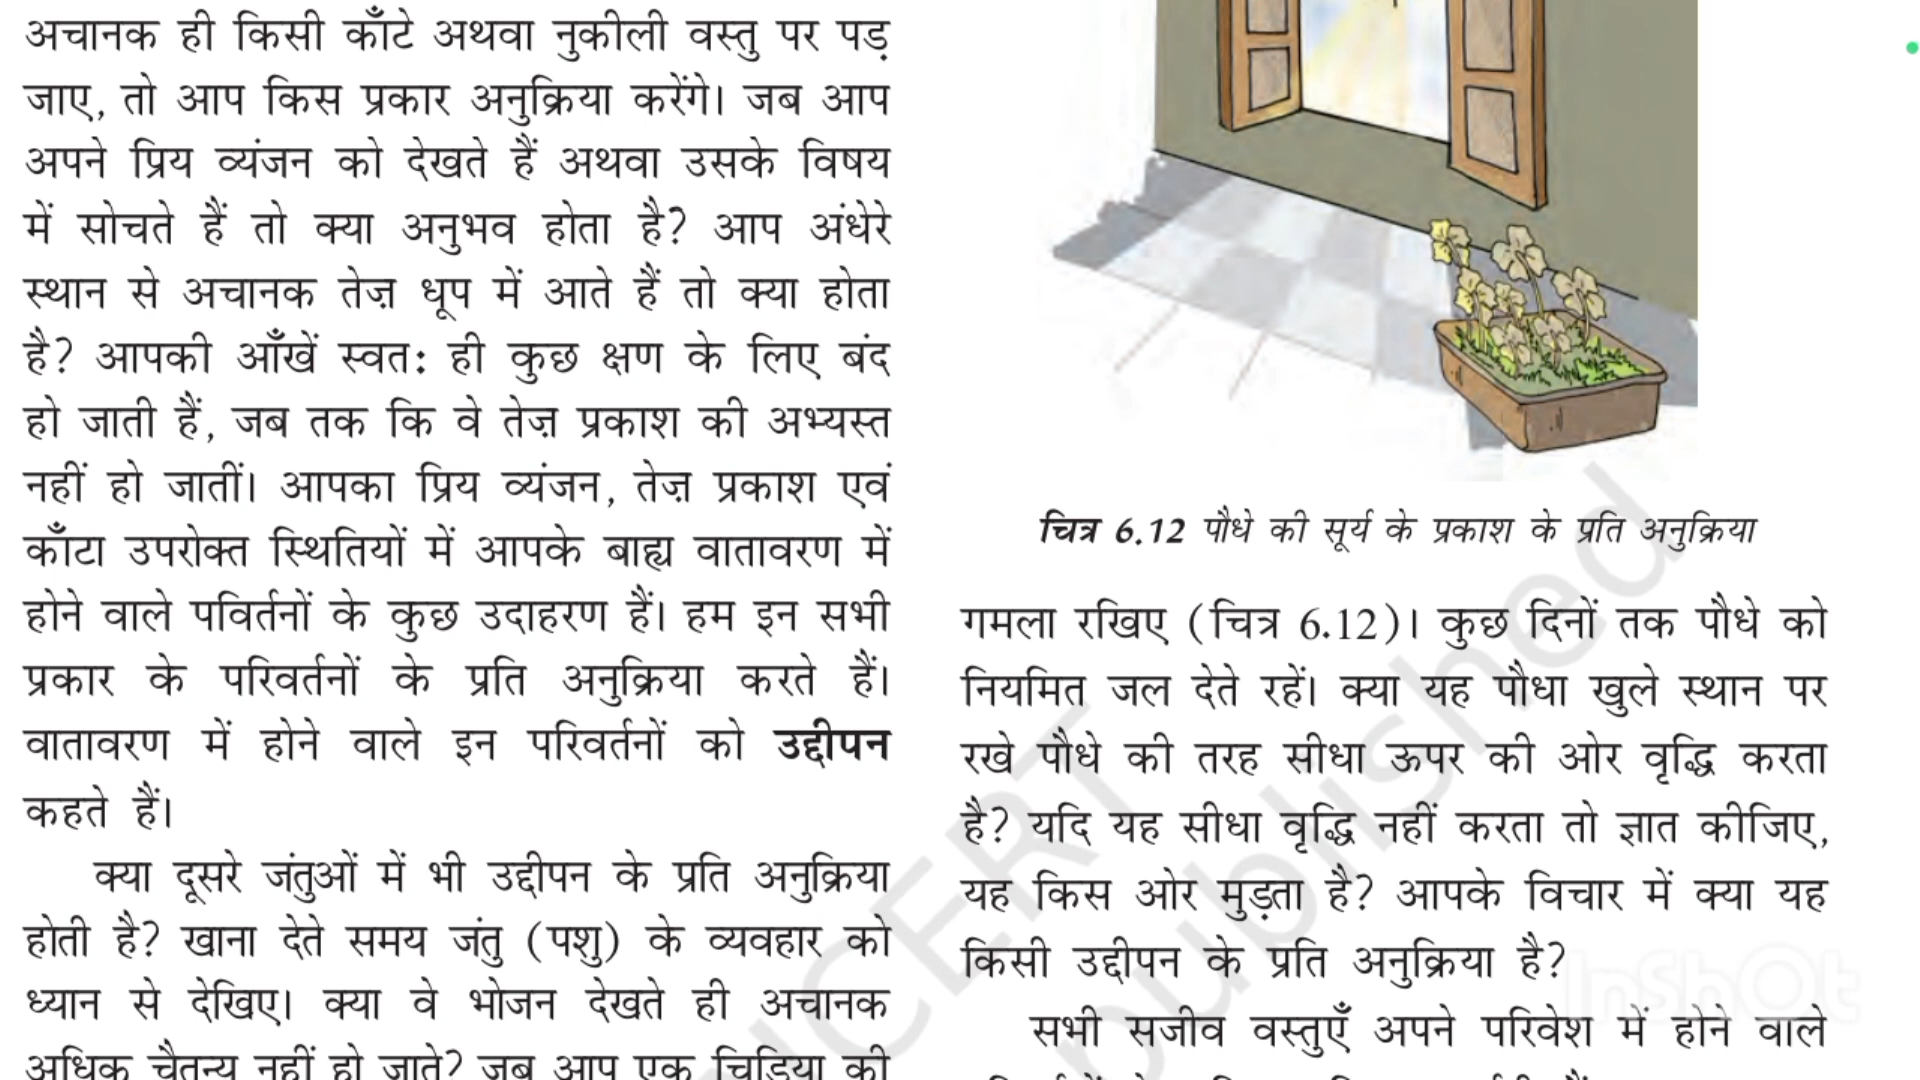 अचानक ही किसी काँटे अथवा नुकीली वस्तु पर पड़
जाए, तो आप किस प्रकार अनुक्रिया करेंगे। जब आप
अपने प्रिय व्यंजन को देखते हैं अथवा उसके विषय
में सोचते हैं तो क्या अनुभव होता है? आप अंधेरे
स्थान से अचानक तेज़ धूप में आते हैं तो क्या होता
है? आपकी आँखें स्वतः ही कुछ क्षण के लिए बंद
हो जाती हैं, जब तक कि वे तेज़ प्रकाश की अभ्यस्त
नहीं हो जातीं। आपका प्रिय व्यंजन, तेज़ प्रकाश एवं
काँटा उपरोक्त स्थितियों में आपके बाह्य वातावरण में
होने वाले पविर्तनों के कुछ उदाहरण हैं। हम इन सभी
प्रकार के परिवर्तनों के प्रति अनुक्रिया करते हैं।
वातावरण में होने वाले इन परिवर्तनों को उद्दीपन
कहते हैं।
क्या दूसरे जंतुओं में भी उद्दीपन के प्रति अनुक्रिया
होती है? खाना देते समय जंतु (पशु) के व्यवहार को
ध्यान से देखिए। क्या वे भोजन देखते ही अचानक
अधिक चैतन्य नहीं हो जाते? जब आप एक चिड़िया की
चित्र 6.12 पौधे की सूर्य के प्रकाश के प्रति अनुक्रिया
गमला रखिए (चित्र 6.12)। कुछ दिनों तक पौधे को
नियमित जल देते रहें। क्या यह पौधा खुले स्थान पर
रखे पौधे की तरह सीधा ऊपर की ओर वृद्धि करता
है? यदि यह सीधा वृद्धि नहीं करता तो ज्ञात कीजिए,
यह किस ओर मुड़ता है? आपके विचार में क्या यह
किसी उद्दीपन के प्रति अनुक्रिया है?
सभी सजीव वस्तुएँ अपने परिवेश में होने वाले
NCERT
published
InShOt